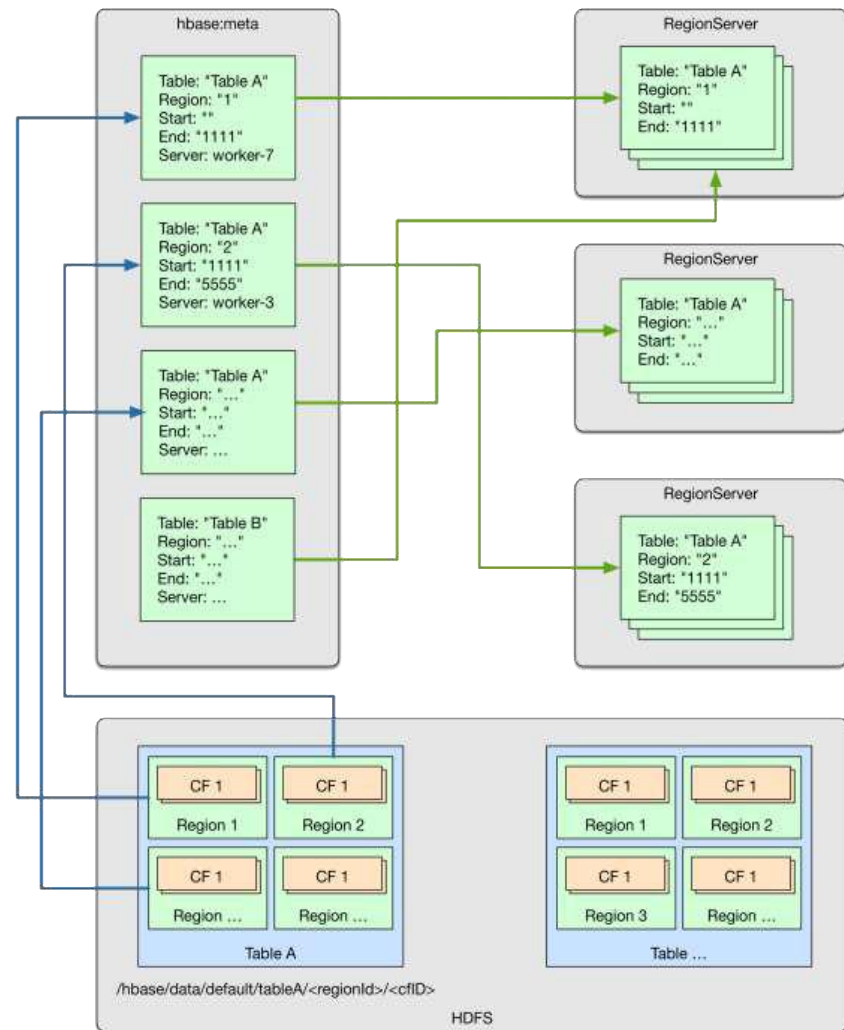 hbase:meta
Table: "Table A"
Region: "1"
Start: ""
End: "1111"
Server: worker-7
Table: "Table A"
Region: "2"
Start: "1111"
End: "5555"
Server: worker-3
Table: "Table A"
Region: "..."
Start: "..."
End: "..."
Server: ...
Table: "Table B"
Region: "..."
Start: "..."
End: "..."
Server: ...
RegionServer
Table: "Table A"
Region: "1"
Start: ""
End: "1111"
RegionServer
Table: "Table A"
Region: "..."
Start: "..."
End: "..."
RegionServer
Table: "Table A"
Region: "2"
Start: "1111"
End: "5555"
CF 1
Region 1
CF 1
Region 2
CF 1
Region ...
CF 1
Region ...
Table A
/hbase/data/default/tableA/<regionId>/<cfID>
CF 1
Region 1
CF 1
Region 2
CF 1
Region 3
CF 1
Region ...
Table ...
HDFS